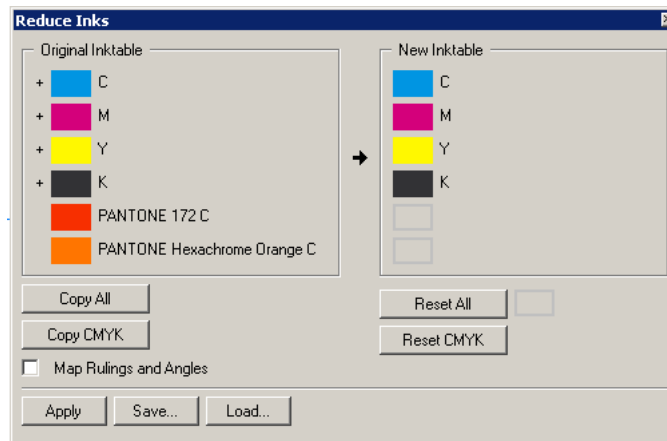 Reduce Inks
Original Inktable
+ C
+ M
+ Y
+ K
PANTONE 172 C
PANTONE Hexachrome Orange C
Copy All
Copy CMYK
Map Rulings and Angles
New Inktable
C
M
Y
K
Reset All
Reset CMYK
Apply
Save...
Load...